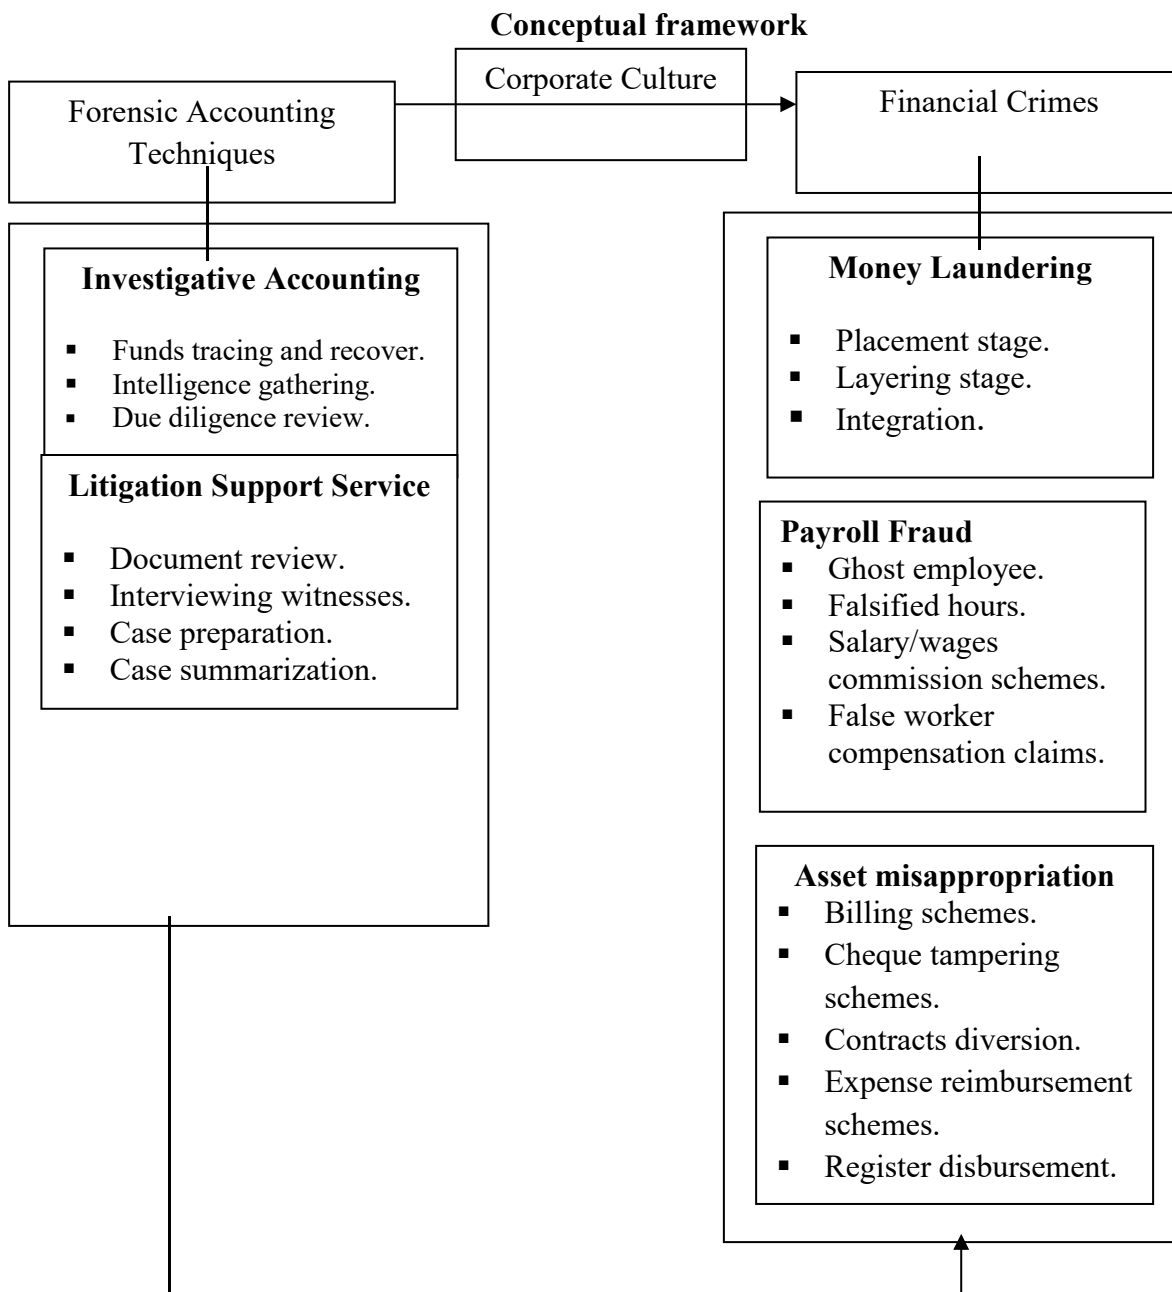 Conceptual framework
Forensic Accounting
Techniques
Corporate Culture
Financial Crimes
Investigative Accounting
▪ Funds tracing and recover.
▪ Intelligence gathering.
▪ Due diligence review.
Litigation Support Service
▪ Document review.
▪ Interviewing witnesses.
▪ Case preparation.
▪ Case summarization.
Money Laundering
▪ Placement stage.
▪ Layering stage.
▪ Integration.
Payroll Fraud
▪ Ghost employee.
▪ Falsified hours.
▪ Salary/wages
commission schemes.
▪ False worker
compensation claims.
Asset misappropriation
▪ Billing schemes.
▪ Cheque tampering
schemes.
▪ Contracts diversion.
▪ Expense reimbursement
schemes.
▪ Register disbursement.